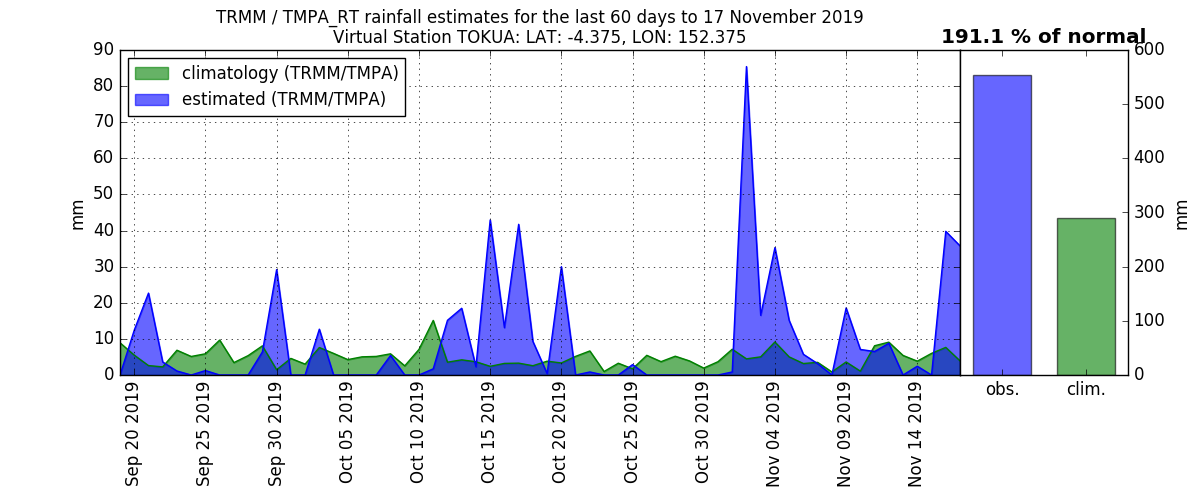 TRMM / TMPA_RT rainfall estimates for the last 60 days to 17 November 2019
Virtual Station TOKUA: LAT: -4.375, LON: 152.375
191.1 % of normal
climatology (TRMM/TMPA)
estimated (TRMM/TMPA)
mm
90
80
70
60
50
40
30
20
10
0
Sep 20 2019
Sep 25 2019
Sep 30 2019
Oct 05 2019
Oct 10 2019
Oct 15 2019
Oct 20 2019
Oct 25 2019
Oct 30 2019
Nov 04 2019
Nov 09 2019
Nov 14 2019
obs.
clim.
600
500
400
300
200
100
0
mm